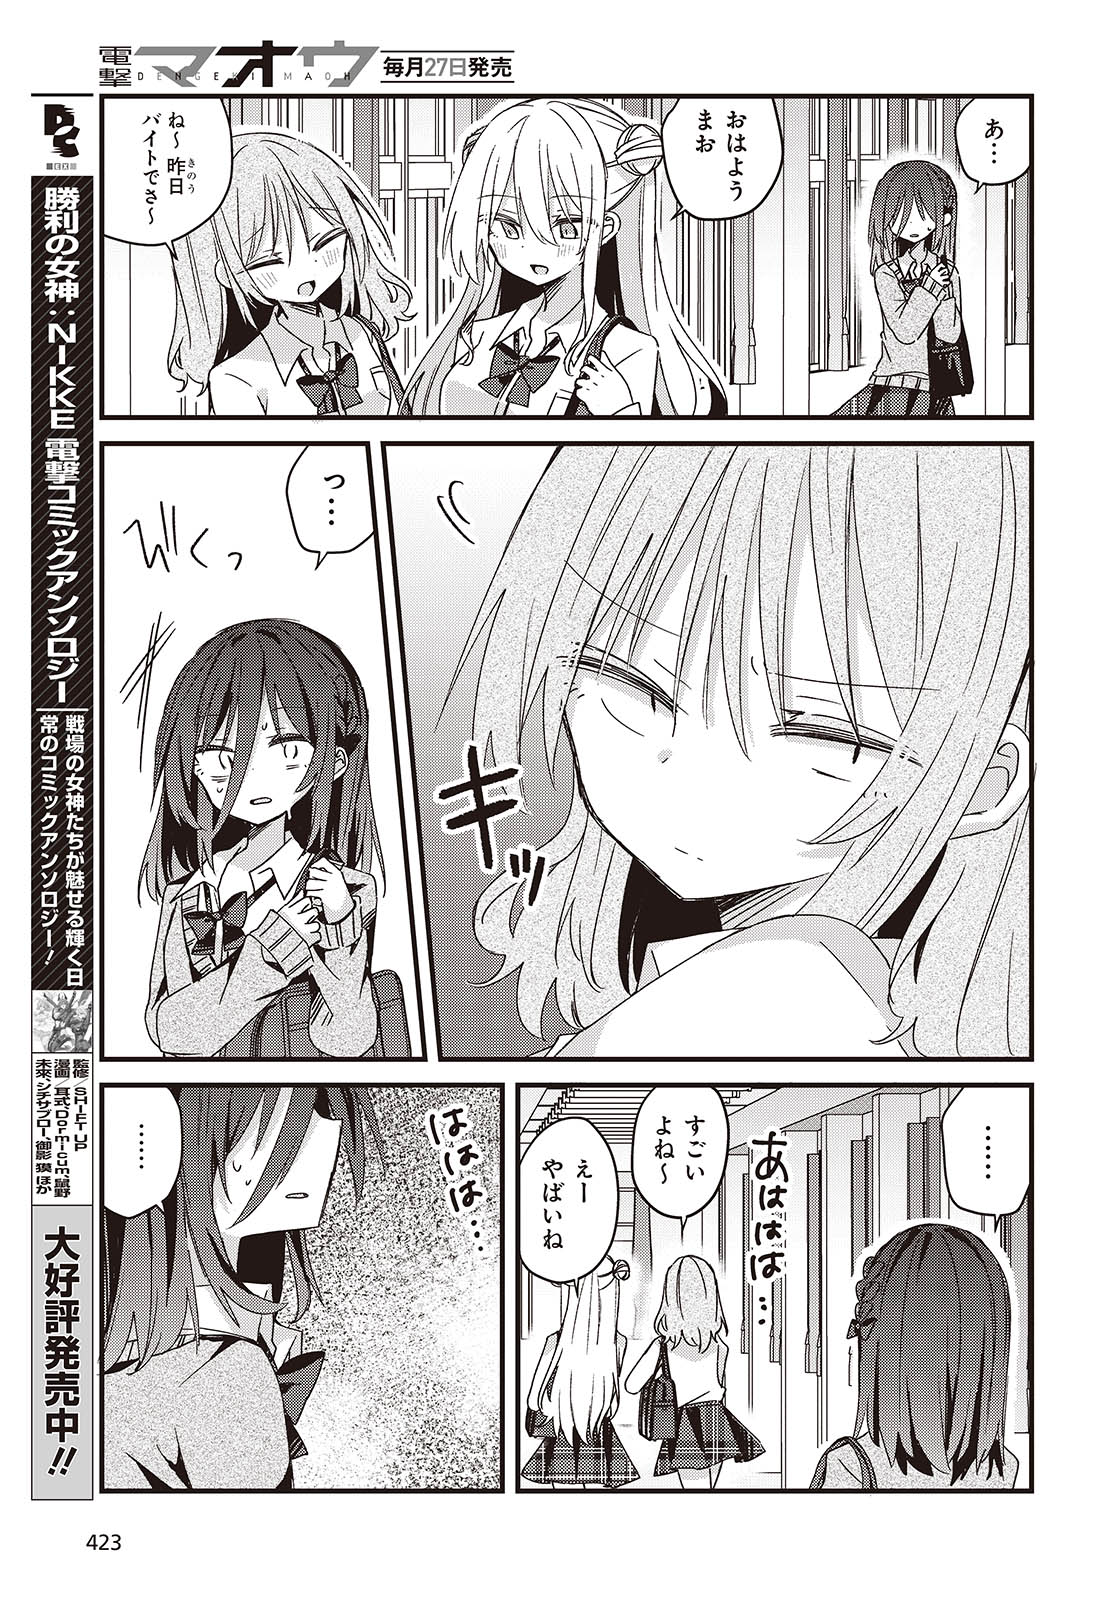 電撃マオウ
DENGEKI MAOH
毎月27日発売
あ…
おはよう
まお
ね〜昨日
きのう
バイトでさ〜
キッ
っ…
びくっ
……
あははは…
すごい
よね〜
えー
やばいね
ははは…
……
勝利の女神:NIKKE 電撃コミックアンソロジー
戦場の女神たちが魅せる輝く日
常のコミックアンソロジー!
監修/SHIFT UP
漫画/耳式、Dormicum、鼠野
未來、シチサブロー、御影獏 ほか
大好評発売中!!
423